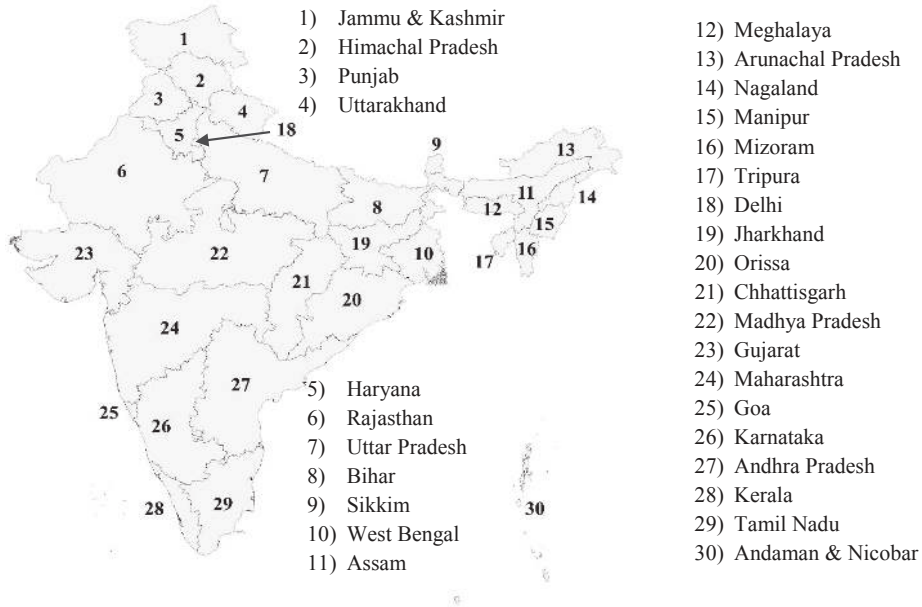 1) Jammu & Kashmir
2) Himachal Pradesh
3) Punjab
4) Uttarakhand
5) Haryana
6) Rajasthan
7) Uttar Pradesh
8) Bihar
9) Sikkim
10) West Bengal
11) Assam
12) Meghalaya
13) Arunachal Pradesh
14) Nagaland
15) Manipur
16) Mizoram
17) Tripura
18) Delhi
19) Jharkhand
20) Orissa
21) Chhattisgarh
22) Madhya Pradesh
23) Gujarat
24) Maharashtra
25) Goa
26) Karnataka
27) Andhra Pradesh
28) Kerala
29) Tamil Nadu
30) Andaman & Nicobar
1
2
3
4
5
18
6
7
9
13
8
11
12
14
15
16
17
23
22
19
10
21
20
24
27
25
26
28
29
30